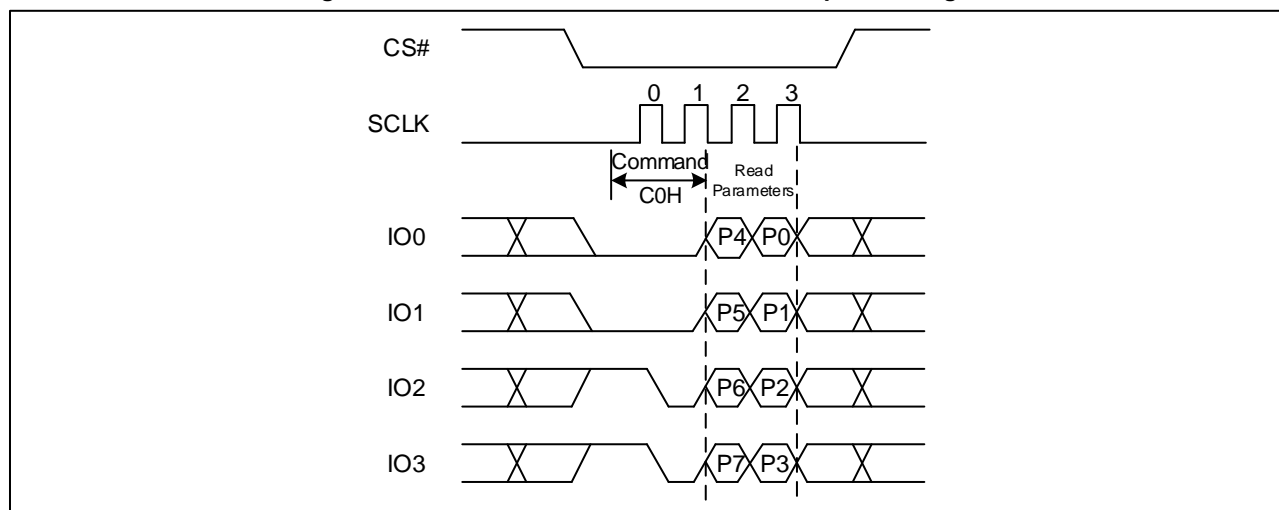 CS#
0 1 2 3
SCLK
Command
Read
Parameters
C0H
IO0
P4 P0
IO1
P5 P1
IO2
P6 P2
IO3
P7 P3